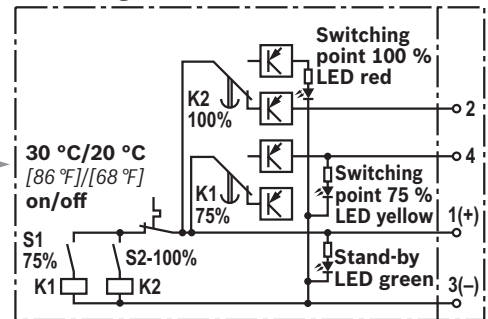 Switching
point 100 %
LED red
K2
100%
2
30 °C/20 °C
[86 °F]/[68 °F]
on/off
4
K1
75%
Switching
point 75 %
LED yellow
1(+)
S1
75%
S2-100%
Stand-by
LED green
K1
K2
3(–)